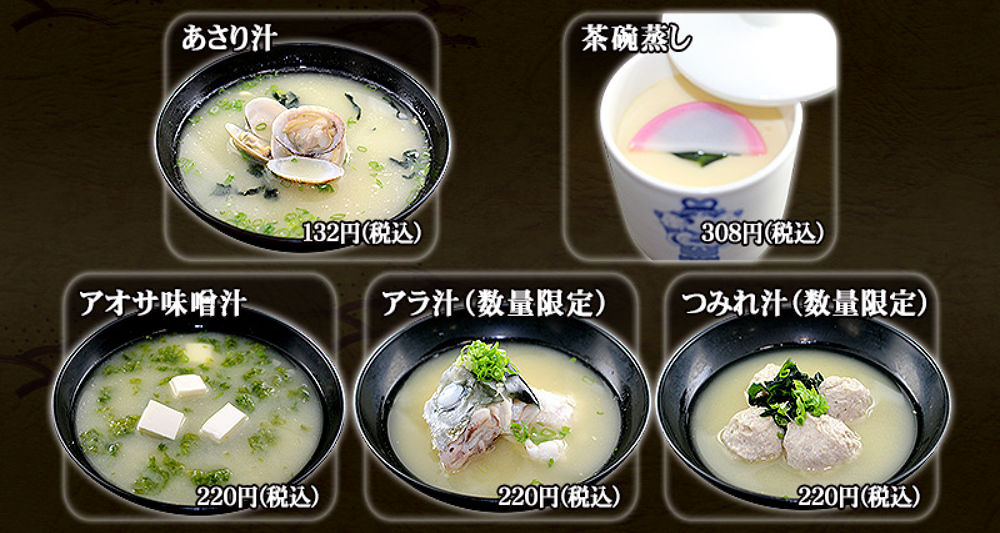 あさり汁
132円(税込)
茶碗蒸し
308円(税込)
アオサ味噌汁
220円(税込)
アラ汁(数量限定)
220円(税込)
つみれ汁(数量限定)
220円(税込)